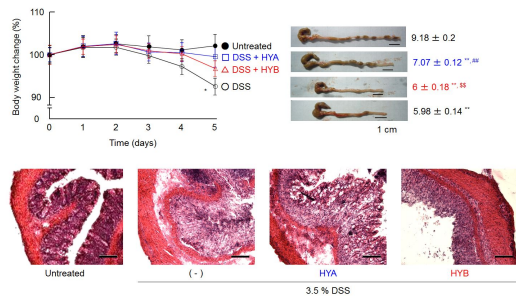 Body weight change (%)
110
100
90
0
0
1
2
3
4
5
Time (days)
*
Untreated
DSS + HYA
DSS + HYB
DSS
9.18 ± 0.2
7.07 ± 0.12 **, ##
6 ± 0.18 **, $$
5.98 ± 0.14 **
1 cm
Untreated
( - )
HYA
HYB
3.5 % DSS